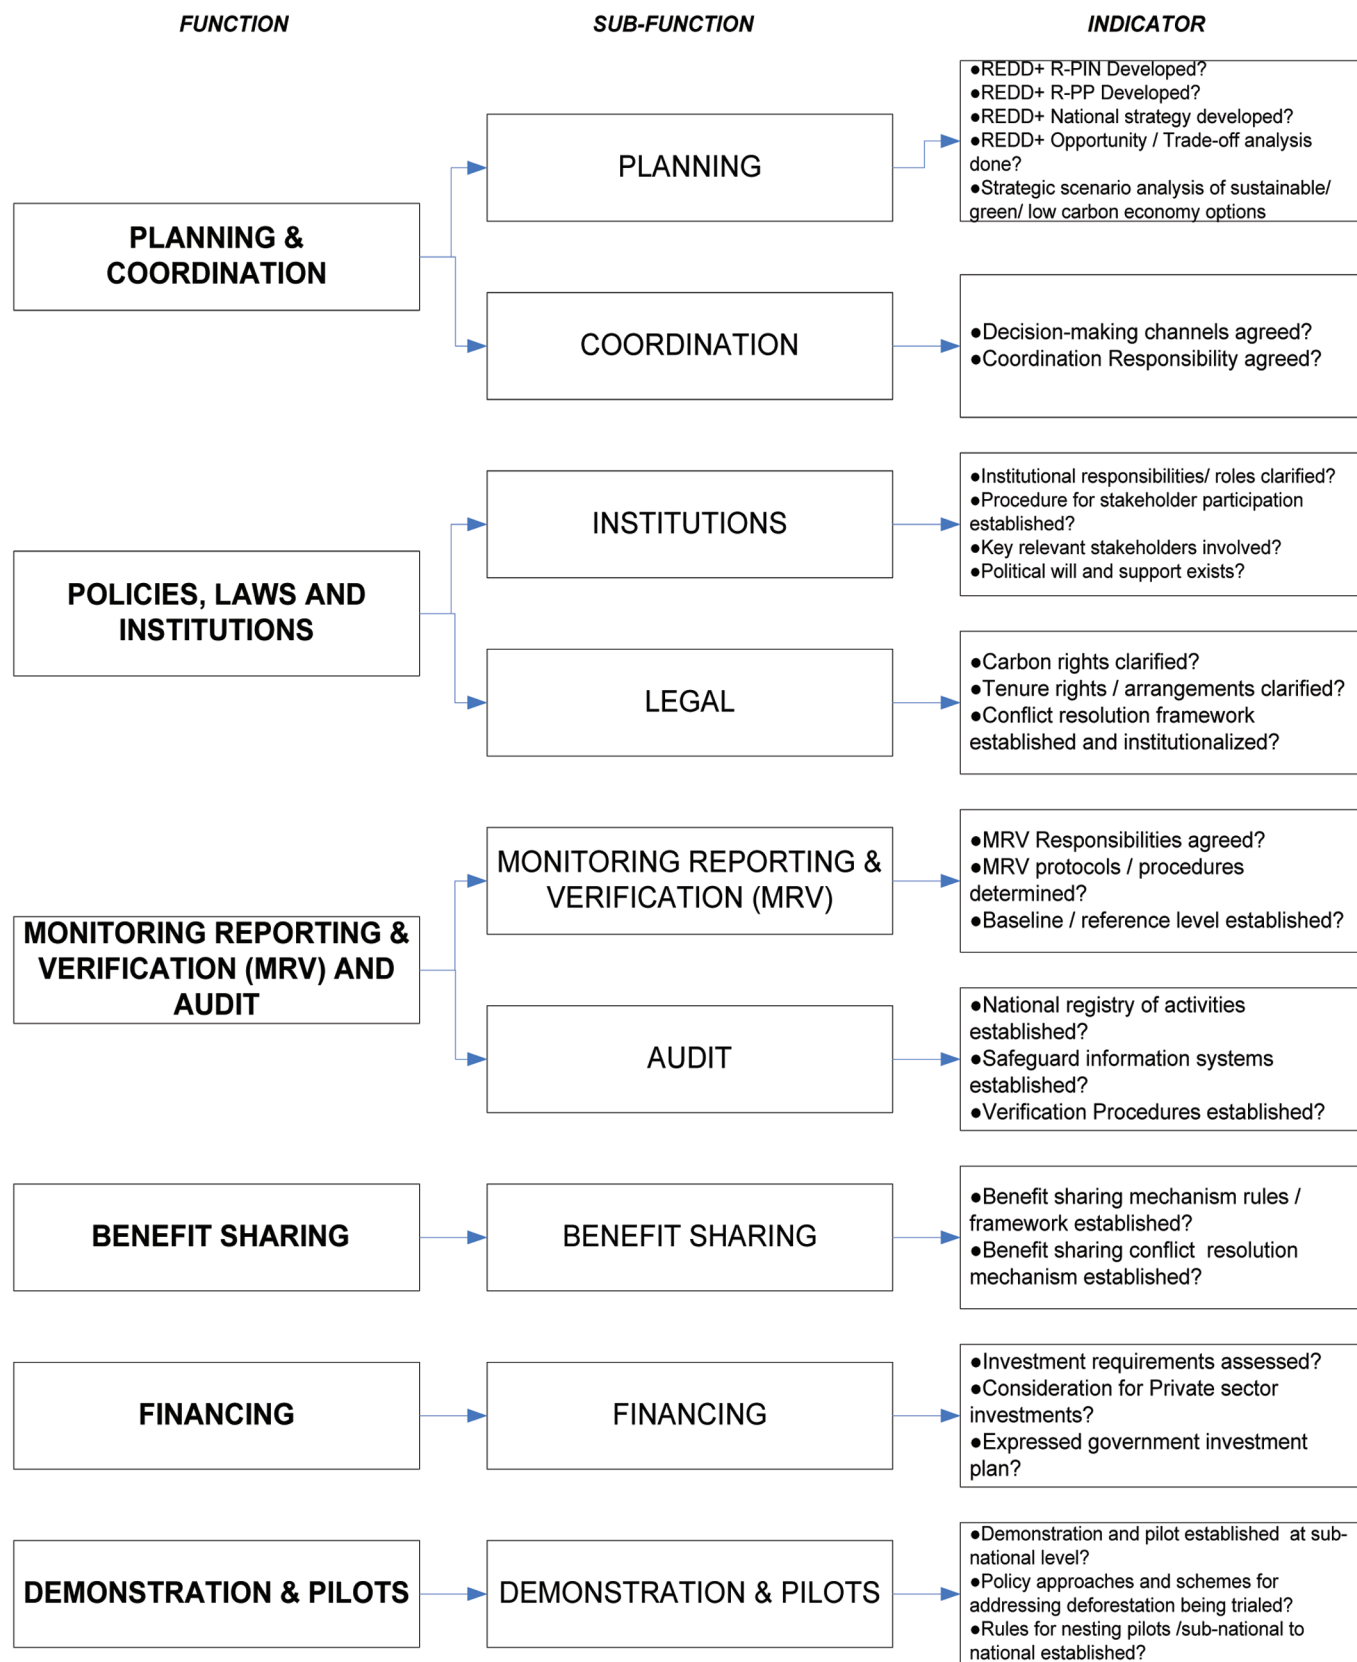 FUNCTION
SUB-FUNCTION
INDICATOR
PLANNING &
COORDINATION
PLANNING
●REDD+ R-PIN Developed?
●REDD+ R-PP Developed?
●REDD+ National strategy developed?
●REDD+ Opportunity / Trade-off analysis
done?
●Strategic scenario analysis of sustainable/
green/ low carbon economy options
COORDINATION
●Decision-making channels agreed?
●Coordination Responsibility agreed?
POLICIES, LAWS AND
INSTITUTIONS
INSTITUTIONS
●Institutional responsibilities/ roles clarified?
●Procedure for stakeholder participation
established?
●Key relevant stakeholders involved?
●Political will and support exists?
LEGAL
●Carbon rights clarified?
●Tenure rights / arrangements clarified?
●Conflict resolution framework
established and institutionalized?
MONITORING REPORTING &
VERIFICATION (MRV) AND
AUDIT
MONITORING REPORTING &
VERIFICATION (MRV)
●MRV Responsibilities agreed?
●MRV protocols / procedures
determined?
●Baseline / reference level established?
AUDIT
●National registry of activities
established?
●Safeguard information systems
established?
●Verification Procedures established?
BENEFIT SHARING
BENEFIT SHARING
●Benefit sharing mechanism rules /
framework established?
●Benefit sharing conflict  resolution
mechanism established?
FINANCING
FINANCING
●Investment requirements assessed?
●Consideration for Private sector
investments?
●Expressed government investment
plan?
DEMONSTRATION & PILOTS
DEMONSTRATION & PILOTS
●Demonstration and pilot established  at sub-
national level?
●Policy approaches and schemes for
addressing deforestation being trialed?
●Rules for nesting pilots /sub-national to
national established?